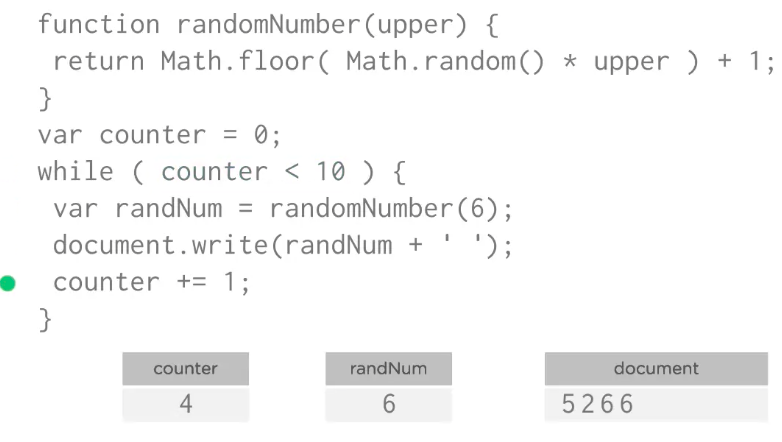 function randomNumber(upper) {
 return Math.floor( Math.random() * upper ) + 1;
}
var counter = 0;
while ( counter < 10 ) {
 var randNum = randomNumber(6);
 document.write(randNum + ' ');
 counter += 1;
}
counter randNum document
4 6 5 2 6 6